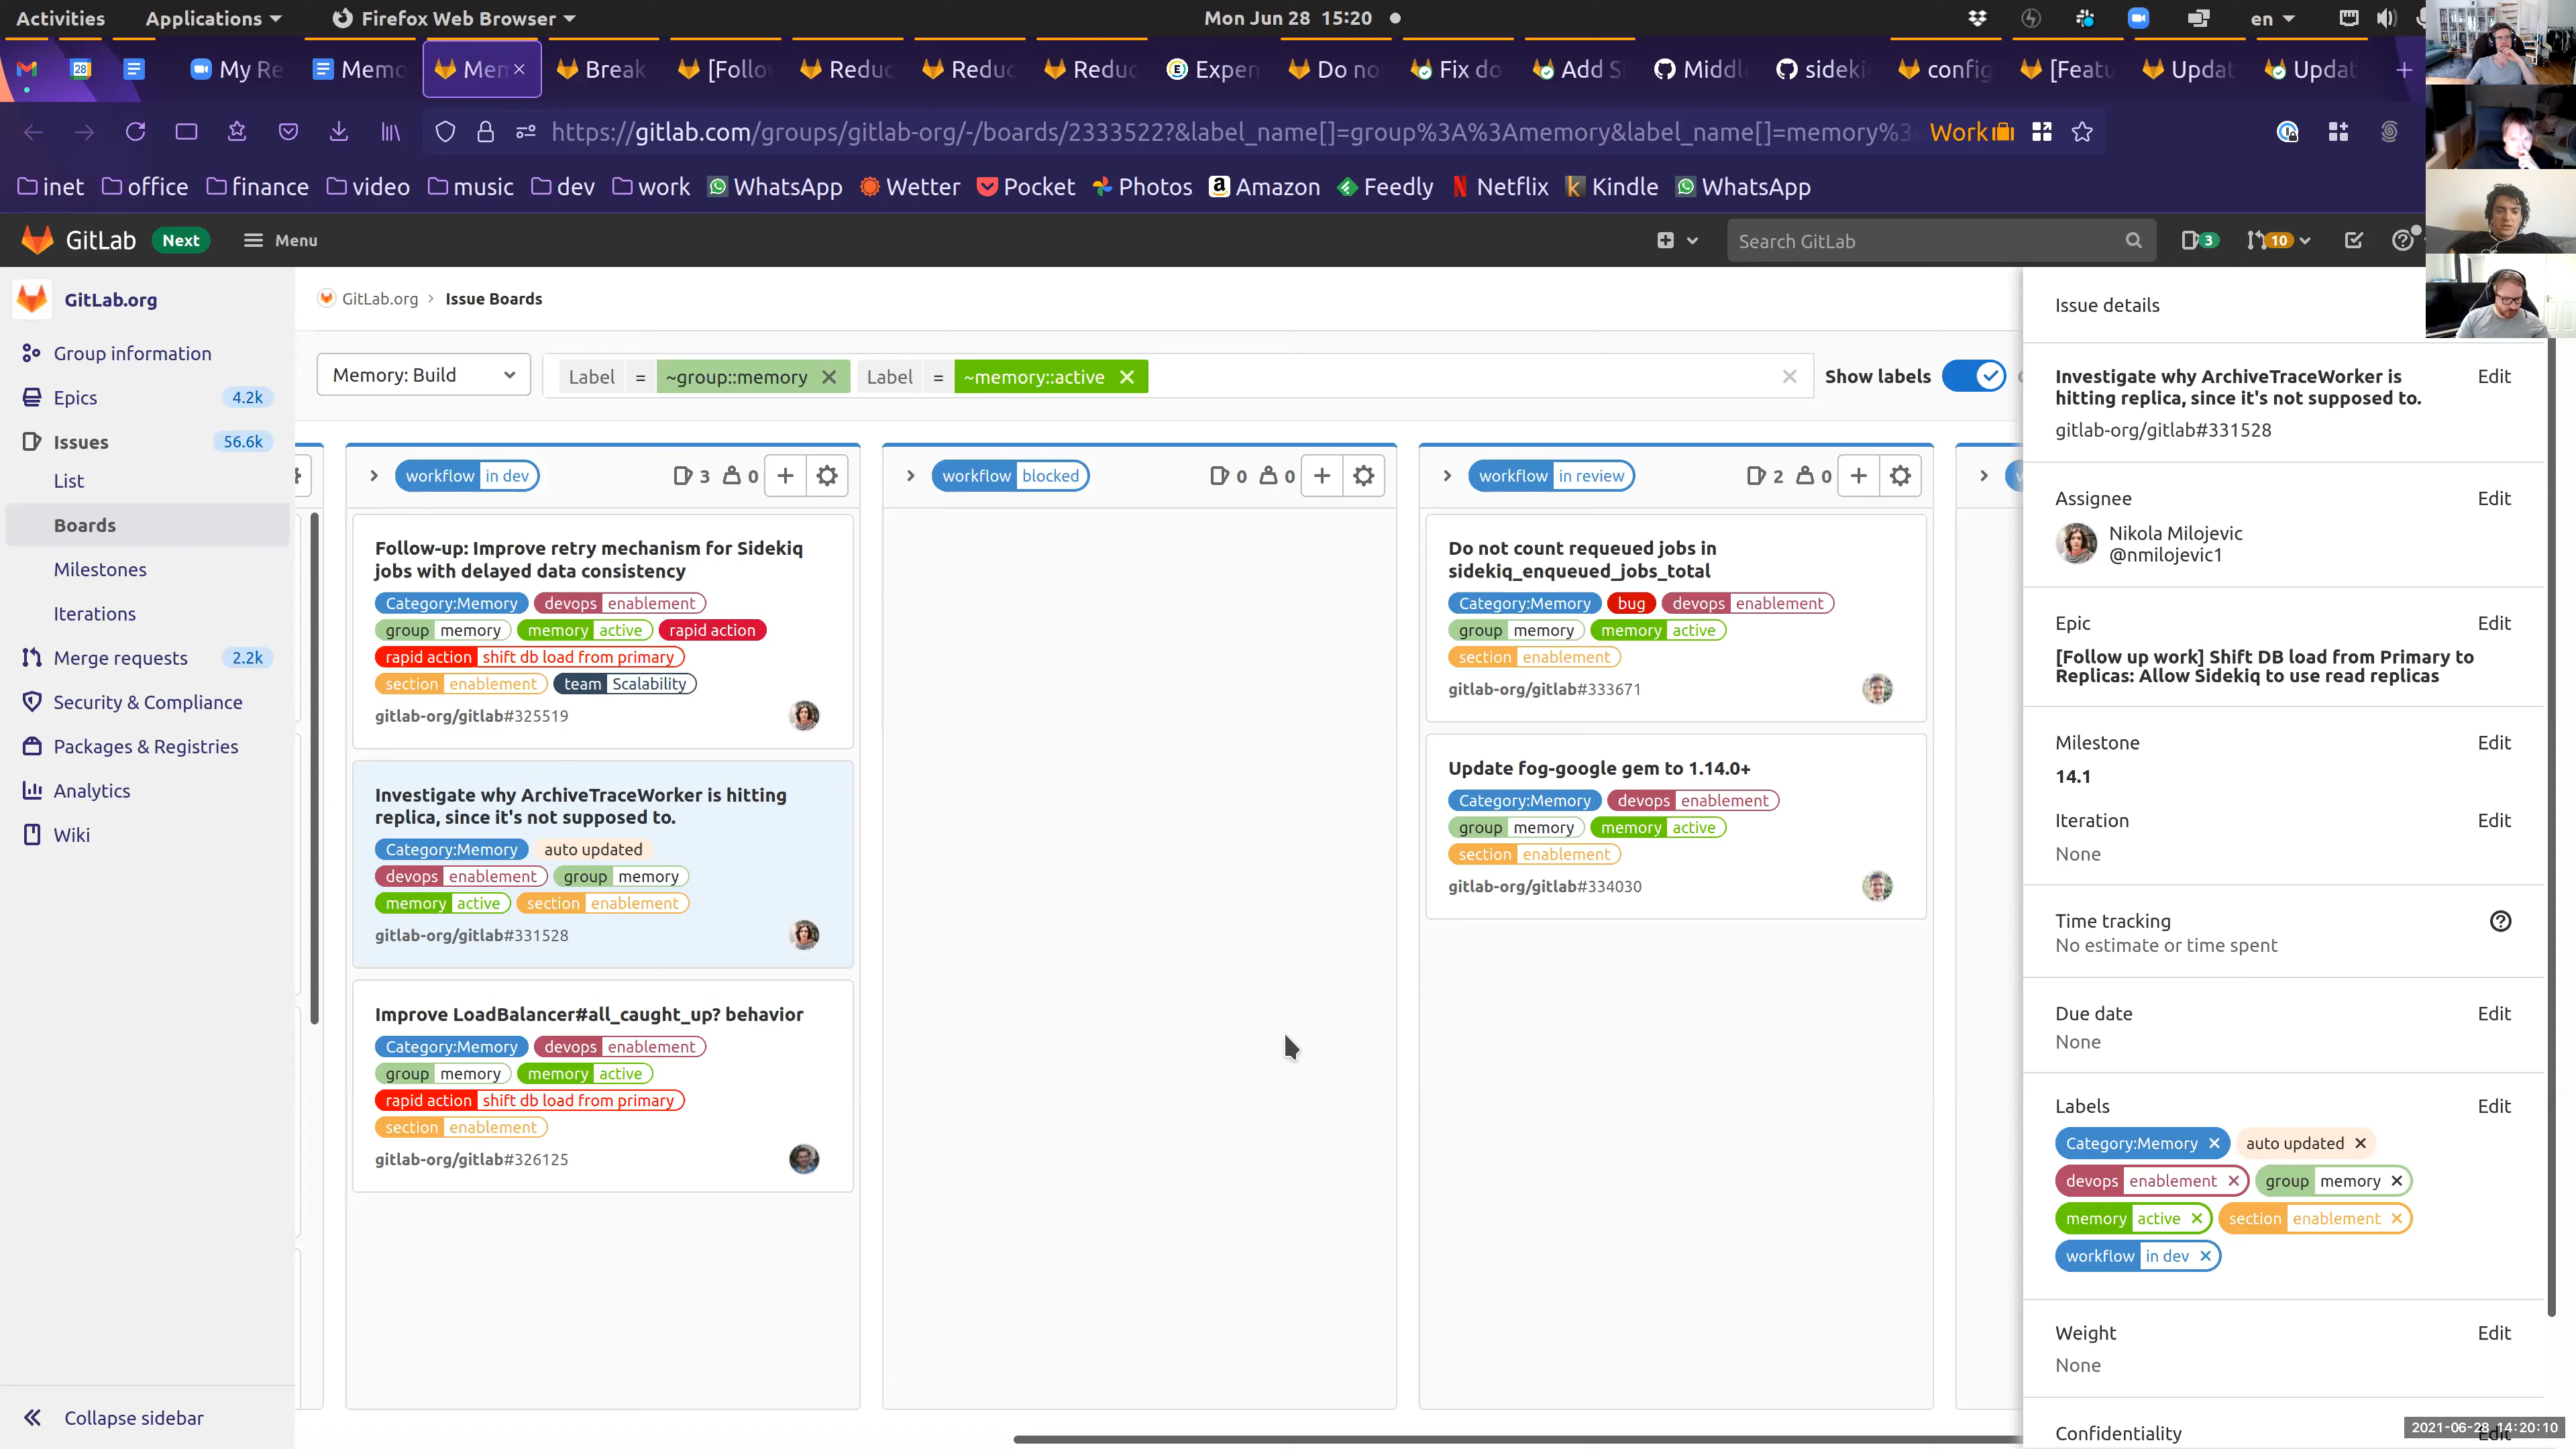 Activities Applications Firefox Web Browser Mon Jun 28 15:20 en
28 My Re Memo Mem Break [Follo Reduc Reduc Reduc Expen Do no Fix do Add S Middl sideki config [Featu Updat Updat
https://gitlab.com/groups/gitlab-org/-/boards/2333522?&label_name[]=group%3A%3Amemory&label_name[]=memory%3 Work
inet office finance video music dev work WhatsApp Wetter Pocket Photos Amazon Feedly Netflix Kindle WhatsApp
GitLab Next Menu Search GitLab 3 10
GitLab.org
Group information
Epics 4.2k
Issues 56.6k
List
Boards
Milestones
Iterations
Merge requests 2.2k
Security & Compliance
Packages & Registries
Analytics
Wiki
Collapse sidebar
GitLab.org > Issue Boards
Memory: Build Label = ~group::memory Label = ~memory::active Show labels
workflow in dev 3 0
Follow-up: Improve retry mechanism for Sidekiq
jobs with delayed data consistency
Category:Memory devops enablement
group memory memory active rapid action
rapid action shift db load from primary
section enablement team Scalability
gitlab-org/gitlab#325519
Investigate why ArchiveTraceWorker is hitting
replica, since it's not supposed to.
Category:Memory auto updated
devops enablement group memory
memory active section enablement
gitlab-org/gitlab#331528
Improve LoadBalancer#all_caught_up? behavior
Category:Memory devops enablement
group memory memory active
rapid action shift db load from primary
section enablement
gitlab-org/gitlab#326125
workflow blocked 0 0
workflow in review 2 0
Do not count requeued jobs in
sidekiq_enqueued_jobs_total
Category:Memory bug devops enablement
group memory memory active
section enablement
gitlab-org/gitlab#333671
Update fog-google gem to 1.14.0+
Category:Memory devops enablement
group memory memory active
section enablement
gitlab-org/gitlab#334030
Issue details
Investigate why ArchiveTraceWorker is Edit
hitting replica, since it's not supposed to.
gitlab-org/gitlab#331528
Assignee Edit
Nikola Milojevic
@nmilojevic1
Epic Edit
[Follow up work] Shift DB load from Primary to
Replicas: Allow Sidekiq to use read replicas
Milestone Edit
14.1
Iteration Edit
None
Time tracking
No estimate or time spent
Due date Edit
None
Labels Edit
Category:Memory auto updated
devops enablement group memory
memory active section enablement
workflow in dev
Weight Edit
None
Confidentiality Edit
2021-06-28 14:20:10